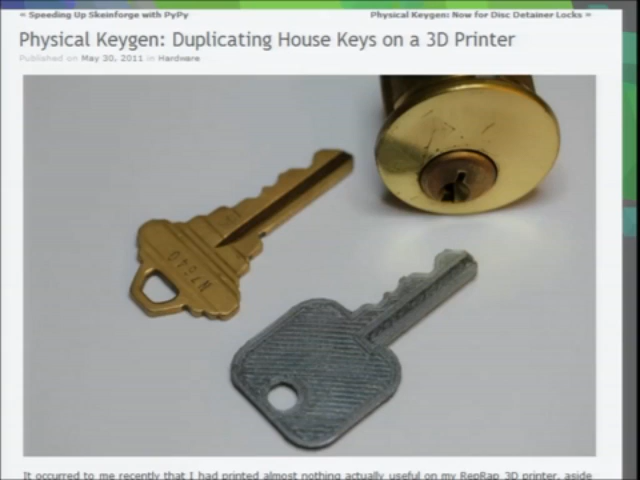 « Speeding Up Skeinforge with PyPy
Physical Keygen: Now for Disc Detainer Locks »
Physical Keygen: Duplicating House Keys on a 3D Printer
Published on May 30, 2011 in Hardware
It occurred to me recently that I had printed almost nothing actually useful on my RepRap 3D printer, aside